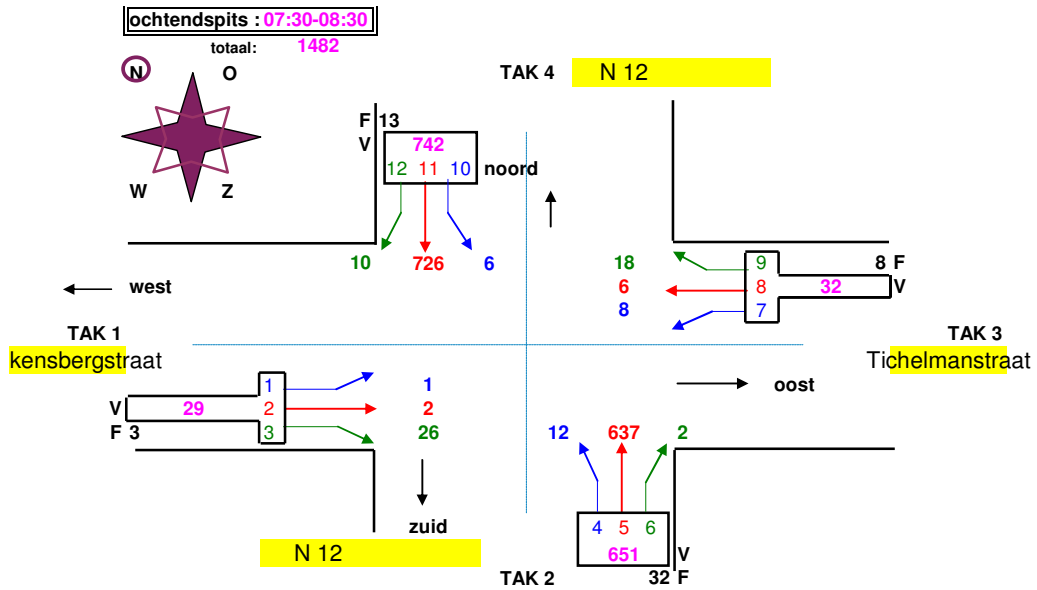 ochtendspits : 07:30-08:30
totaal: 1482
N O
W Z
TAK 4 N 12
F 13
V 742
12 11 10 noord
10 726 6
18 9 8 F
6 8 32 V
8 7
west
TAK 1
kensbergstraat
TAK 3
Tichelmanstraat
oost
1 1
V 29 2 2
F 3 3 26
12 637 2
zuid
4 5 6
N 12
651 V
TAK 2 32 F